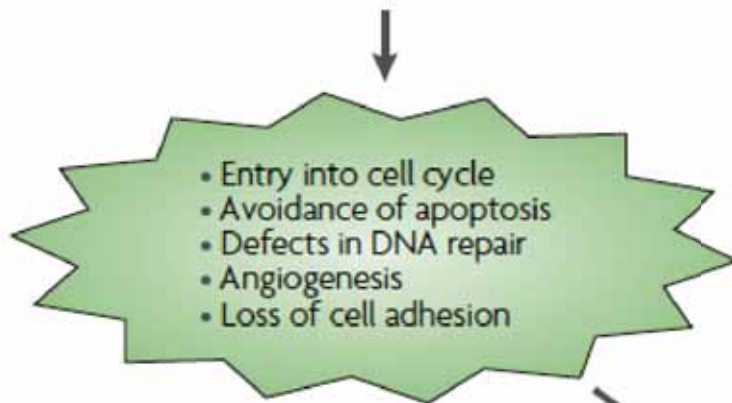 • Entry into cell cycle
• Avoidance of apoptosis
• Defects in DNA repair
• Angiogenesis
• Loss of cell adhesion